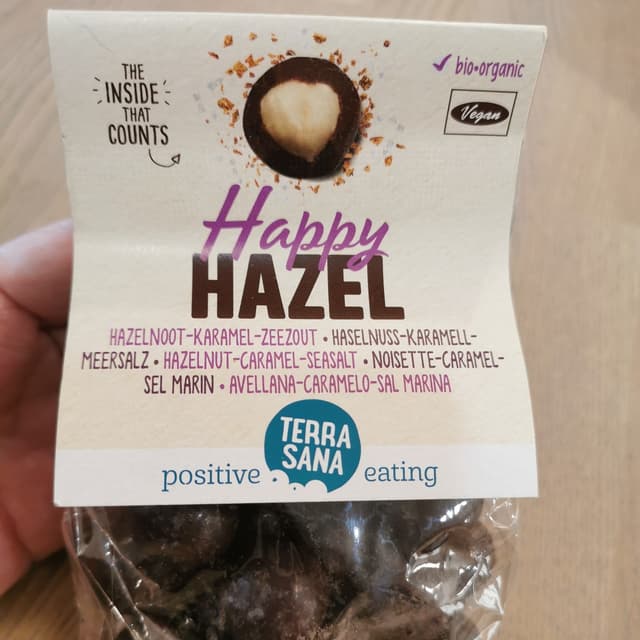 THE
INSIDE
THAT
COUNTS
✓ bio•organic
Vegan
Happy
HAZEL
HAZELNOOT-KARAMEL-ZEEZOUT • HASELNUSS-KARAMELL-
MEERSALZ • HAZELNUT-CARAMEL-SEASALT • NOISETTE-CARAMEL-
SEL MARIN • AVELLANA-CARAMELO-SAL MARINA
TERRA
SANA
positive eating